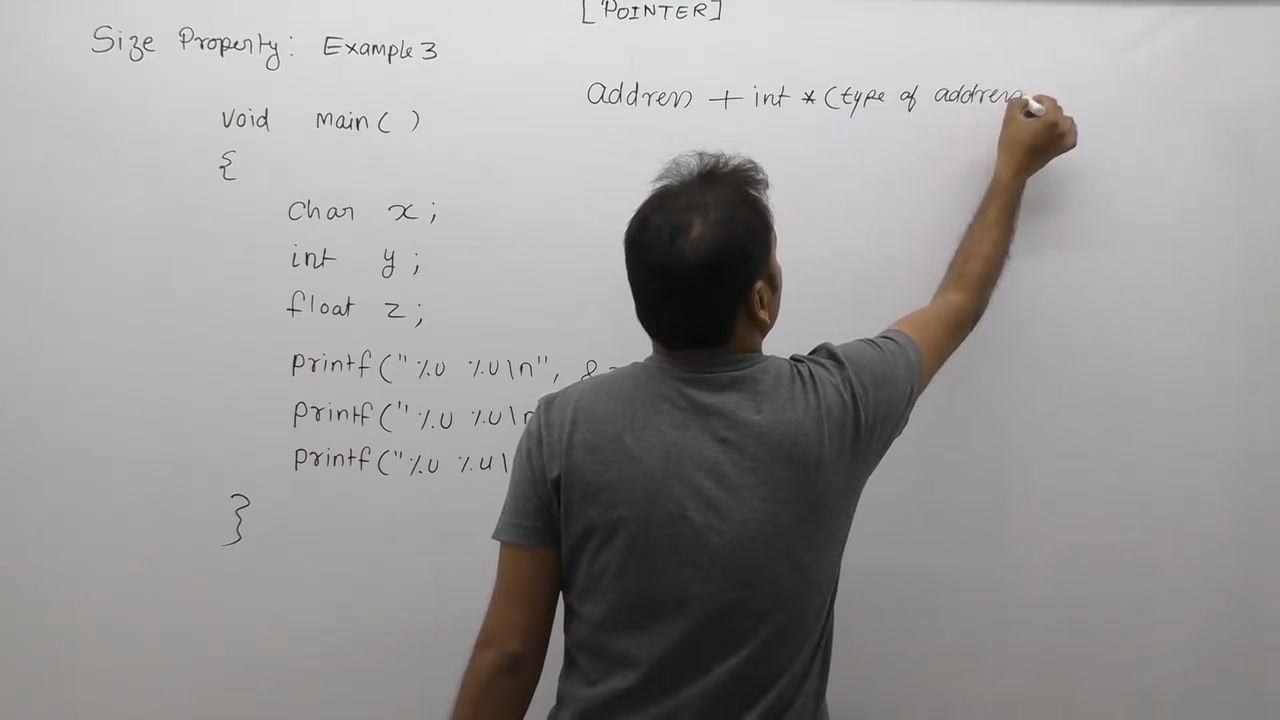 [POINTER]
Size Property: Example 3
address + int * (type of address
void main( )
{
char x ;
int y ;
float z ;
printf("%u %u\n", &
printf("%u %u\n
printf("%u %u\
}